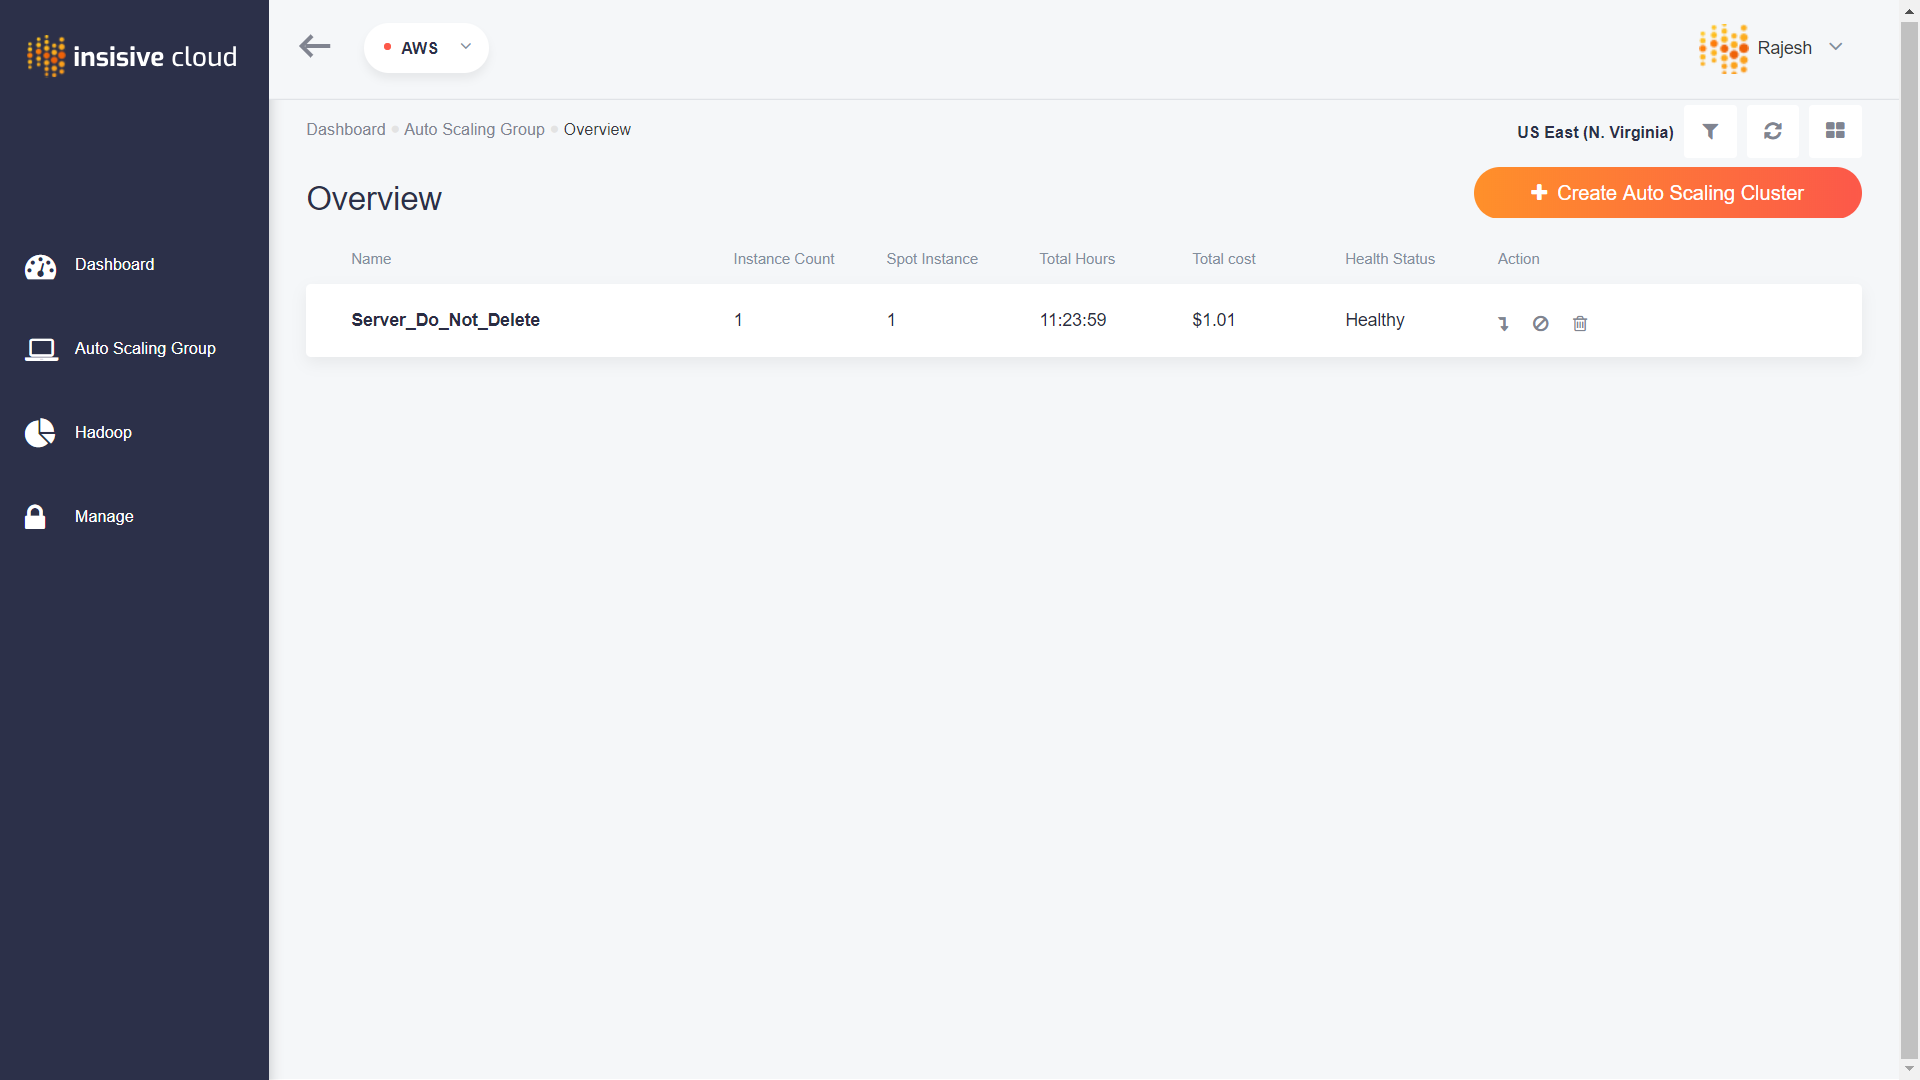 insisive cloud
AWS
Rajesh
Dashboard Auto Scaling Group Overview
US East (N. Virginia)
Overview
Create Auto Scaling Cluster
Name Instance Count Spot Instance Total Hours Total cost Health Status Action
Server_Do_Not_Delete 1 1 11:23:59 $1.01 Healthy
Dashboard
Auto Scaling Group
Hadoop
Manage